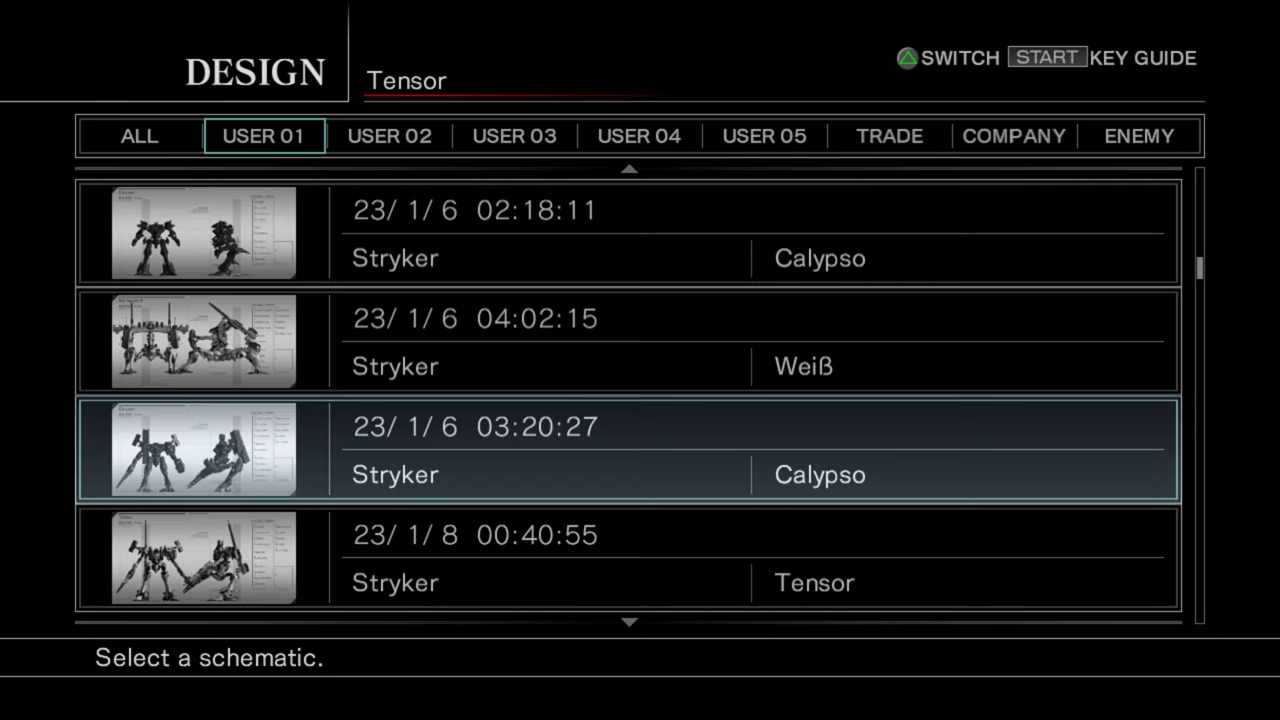 DESIGN
Tensor
SWITCH START KEY GUIDE
ALL USER 01 USER 02 USER 03 USER 04 USER 05 TRADE COMPANY ENEMY
23/ 1/ 6 02:18:11
Stryker Calypso
23/ 1/ 6 04:02:15
Stryker Weiß
23/ 1/ 6 03:20:27
Stryker Calypso
23/ 1/ 8 00:40:55
Stryker Tensor
Select a schematic.